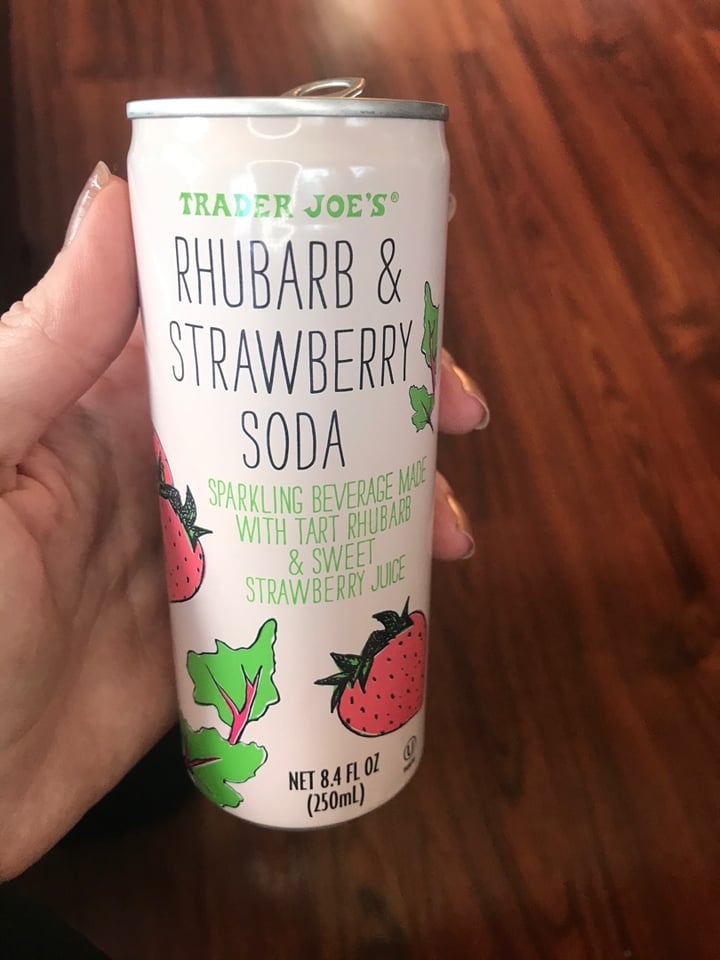 TRADER JOE'S®
RHUBARB &
STRAWBERRY
SODA
SPARKLING BEVERAGE MADE
WITH TART RHUBARB
& SWEET
STRAWBERRY JUICE
NET 8.4 FL OZ
(250mL)
U